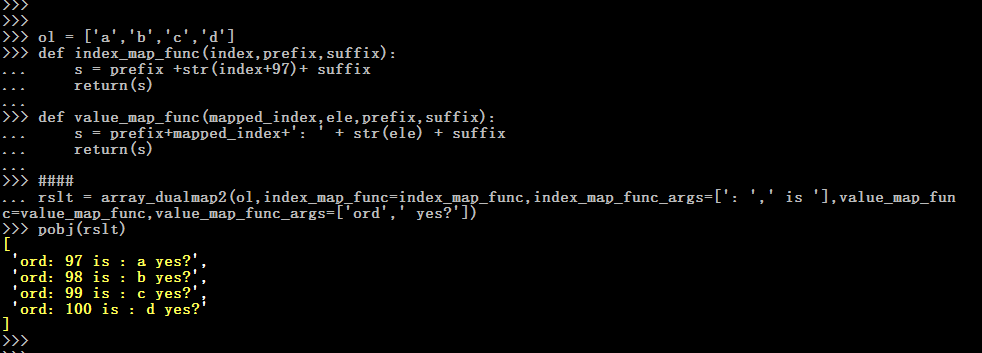 >>>
>>>
>>> ol = ['a','b','c','d']
>>> def index_map_func(index,prefix,suffix):
...     s = prefix +str(index+97)+ suffix
...     return(s)
...
>>> def value_map_func(mapped_index,ele,prefix,suffix):
...     s = prefix+mapped_index+': ' + str(ele) + suffix
...     return(s)
...
>>> ####
... rslt = array_dualmap2(ol,index_map_func=index_map_func,index_map_func_args=[': ',' is '],value_map_fun
c=value_map_func,value_map_func_args=['ord',' yes?'])
>>> pobj(rslt)
[
 'ord: 97 is : a yes?',
 'ord: 98 is : b yes?',
 'ord: 99 is : c yes?',
 'ord: 100 is : d yes?'
]
>>>
>>>